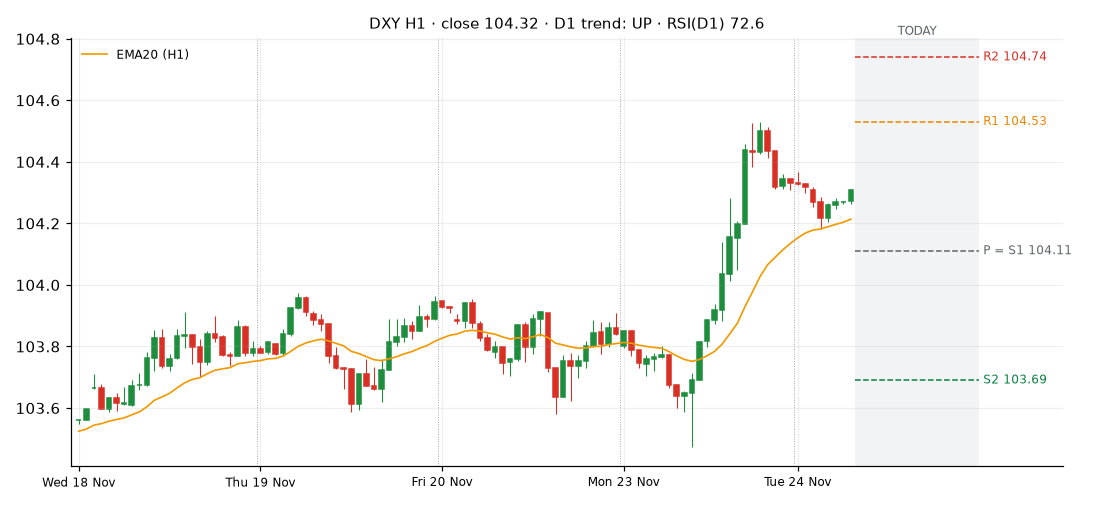 DXY H1 · close 104.32 · D1 trend: UP · RSI(D1) 72.6
TODAY
EMA20 (H1)
104.8
104.6
104.4
104.2
104.0
103.8
103.6
R2 104.74
R1 104.53
P = S1 104.11
S2 103.69
Wed 18 Nov
Thu 19 Nov
Fri 20 Nov
Mon 23 Nov
Tue 24 Nov